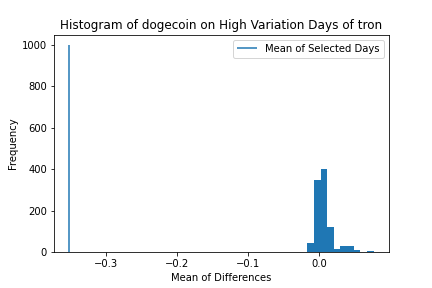 Histogram of dogecoin on High Variation Days of tron
Mean of Selected Days
Frequency
1000
800
600
400
200
0
−0.3
−0.2
−0.1
0.0
Mean of Differences